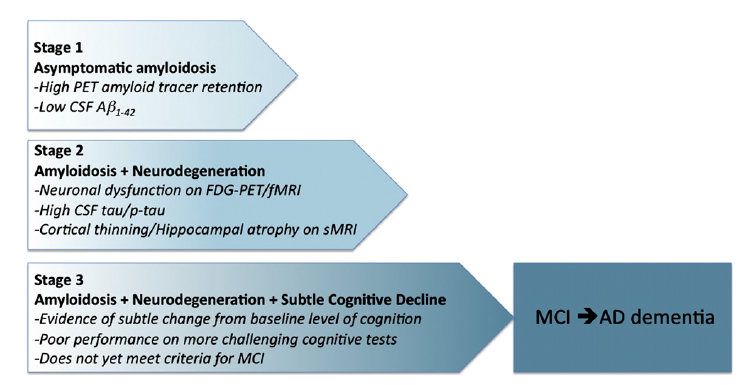 Stage 1
Asymptomatic amyloidosis
-High PET amyloid tracer retention
-Low CSF Aβ1-42
Stage 2
Amyloidosis + Neurodegeneration
-Neuronal dysfunction on FDG-PET/fMRI
-High CSF tau/p-tau
-Cortical thinning/Hippocampal atrophy on sMRI
Stage 3
Amyloidosis + Neurodegeneration + Subtle Cognitive Decline
-Evidence of subtle change from baseline level of cognition
-Poor performance on more challenging cognitive tests
-Does not yet meet criteria for MCI
MCI ➔AD dementia